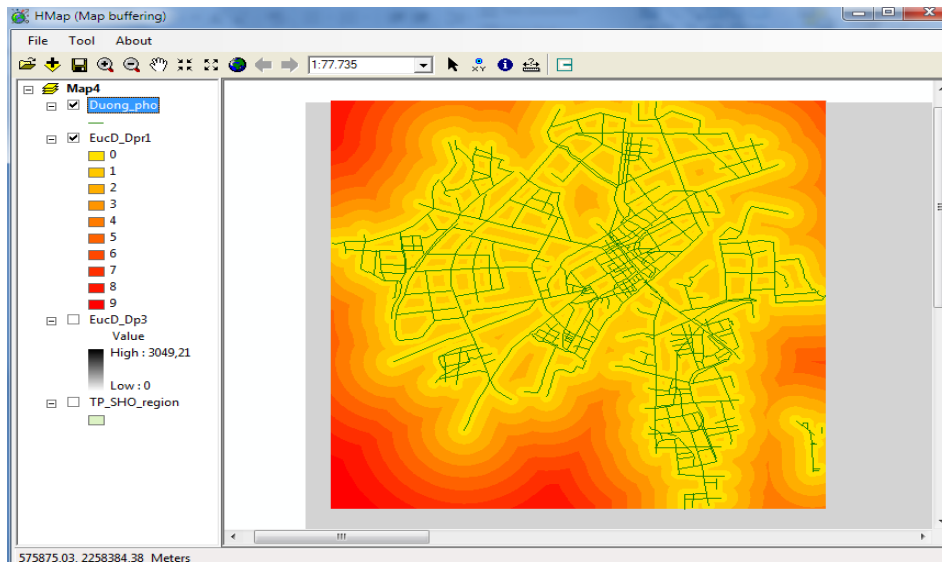 HMap (Map buffering)
File Tool About
1:77.735
XY
Map4
Duong_pho
EucD_Dpr1
0
1
2
3
4
5
6
7
8
9
EucD_Dp3
Value
High : 3049,21
Low : 0
TP_SHO_region
575875.03, 2258384.38 Meters